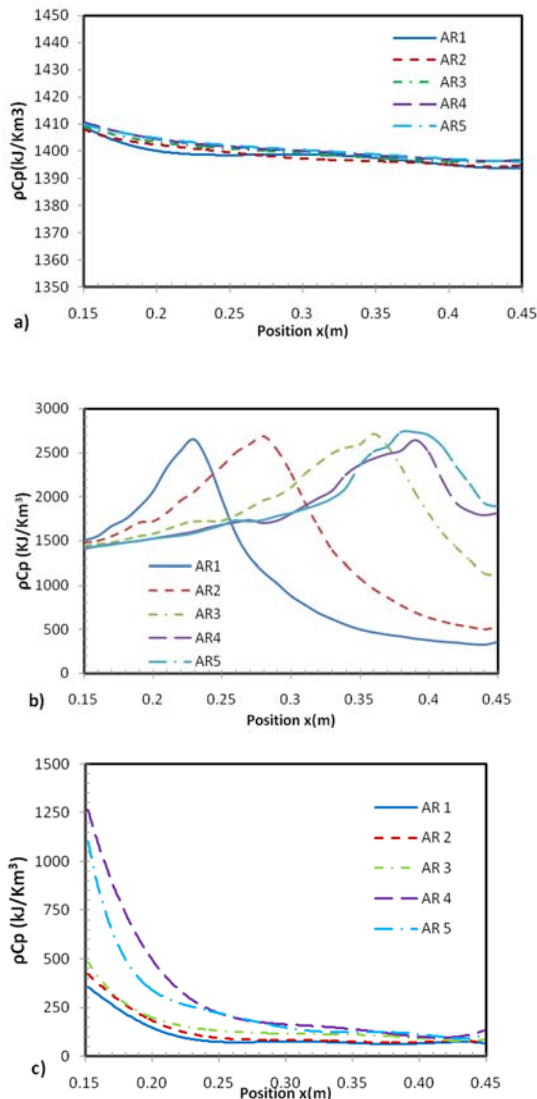 1450
1440
1430
1420
1410
1400
1390
1380
1370
1360
1350
ρCp(kJ/Km3)
AR1
AR2
AR3
AR4
AR5
0.15 0.2 0.25 0.3 0.35 0.4 0.45
Position x(m)
a)
3000
2500
2000
1500
1000
500
0
ρCp (KJ/Km³)
AR1
AR2
AR3
AR4
AR5
0.15 0.2 0.25 0.3 0.35 0.4 0.45
Position x(m)
b)
1500
1250
1000
750
500
250
0
ρCp (kJ/Km³)
AR 1
AR 2
AR 3
AR 4
AR 5
0.15 0.20 0.25 0.30 0.35 0.40 0.45
Position x(m)
c)